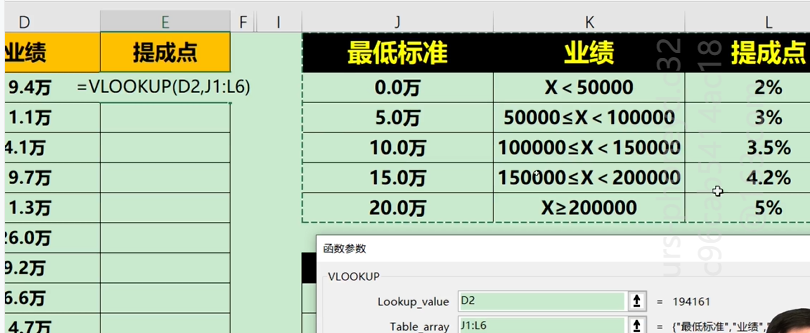 D E F I J K L
业绩 提成点 最低标准 业绩 提成点
9.4万 =VLOOKUP(D2,J1:L6) 0.0万 X＜50000 2%
1.1万 5.0万 50000≤X＜100000 3%
4.1万 10.0万 100000≤X＜150000 3.5%
9.7万 15.0万 150000≤X＜200000 4.2%
1.3万 20.0万 X≥200000 5%
26.0万
9.2万
6.6万
4.7万
函数参数
VLOOKUP
Lookup_value D2 = 194161
Table_array J1:L6 = {"最低标准","业绩",